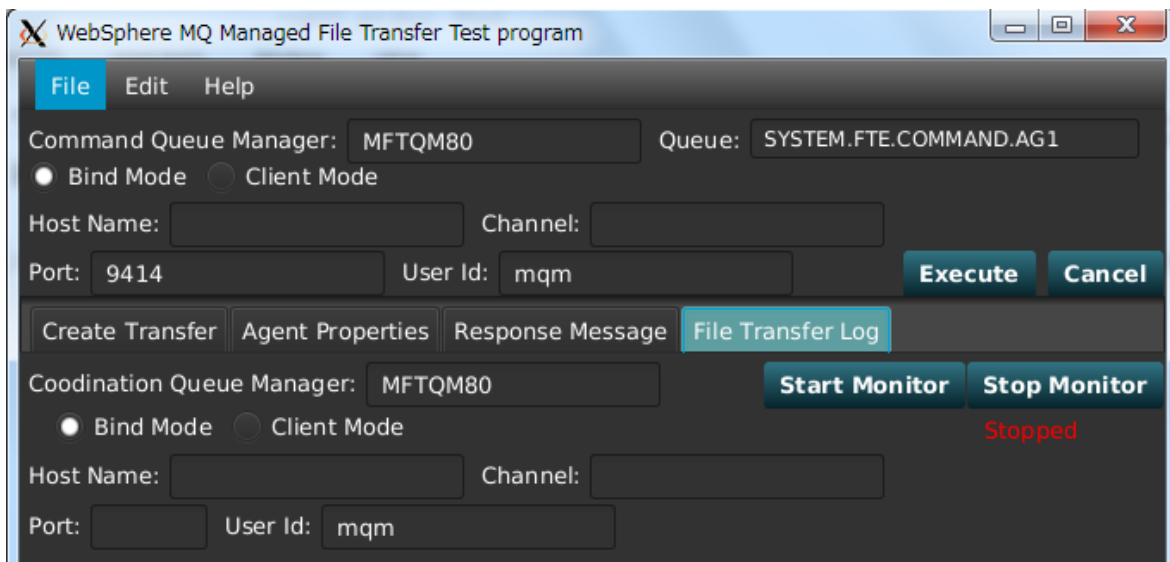 WebSphere MQ Managed File Transfer Test program
File Edit Help
Command Queue Manager: MFTQM80 Queue: SYSTEM.FTE.COMMAND.AG1
Bind Mode Client Mode
Host Name: Channel:
Port: 9414 User Id: mqm Execute Cancel
Create Transfer Agent Properties Response Message File Transfer Log
Coodination Queue Manager: MFTQM80 Start Monitor Stop Monitor
Bind Mode Client Mode Stopped
Host Name: Channel:
Port: User Id: mqm